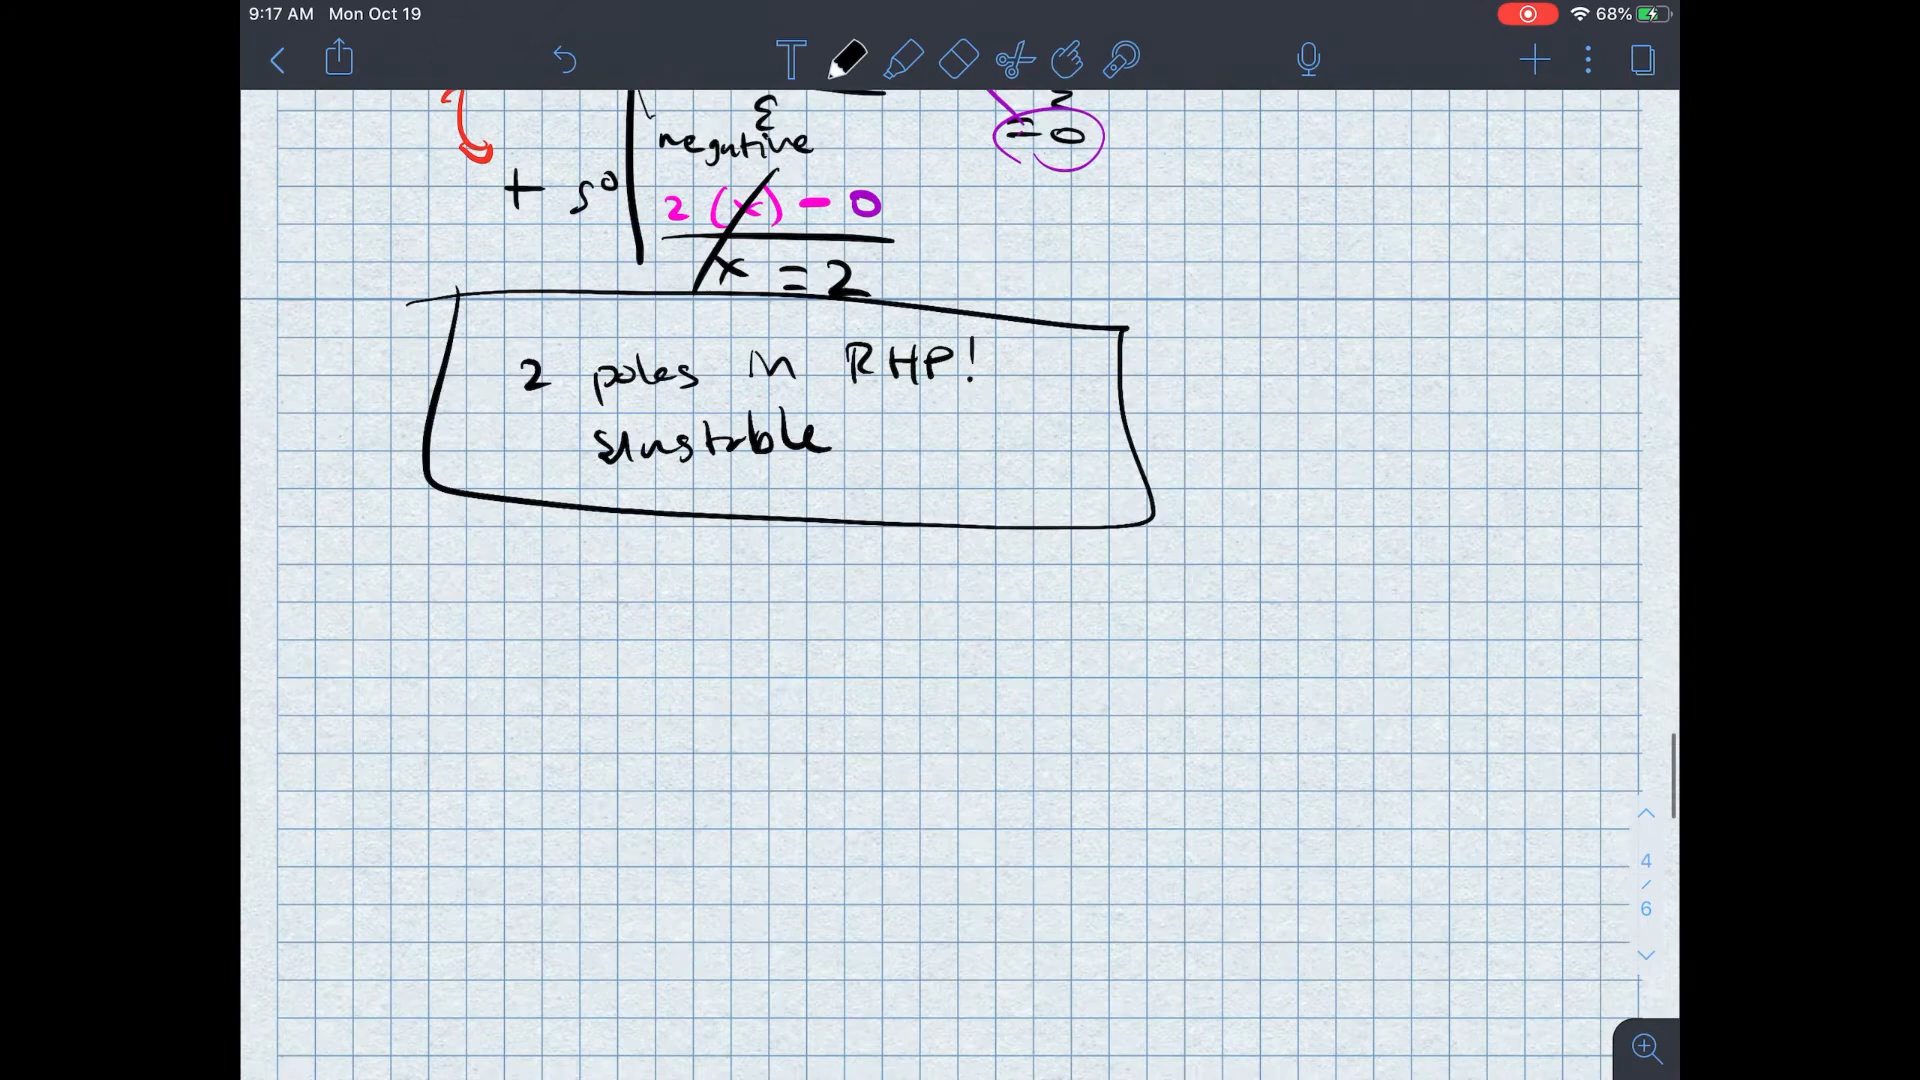 9:17 AM Mon Oct 19
68%
T
ε
negative
= 0
+ s⁰
2 (x) - 0
x = 2
2 poles in RHP!
4
/
6